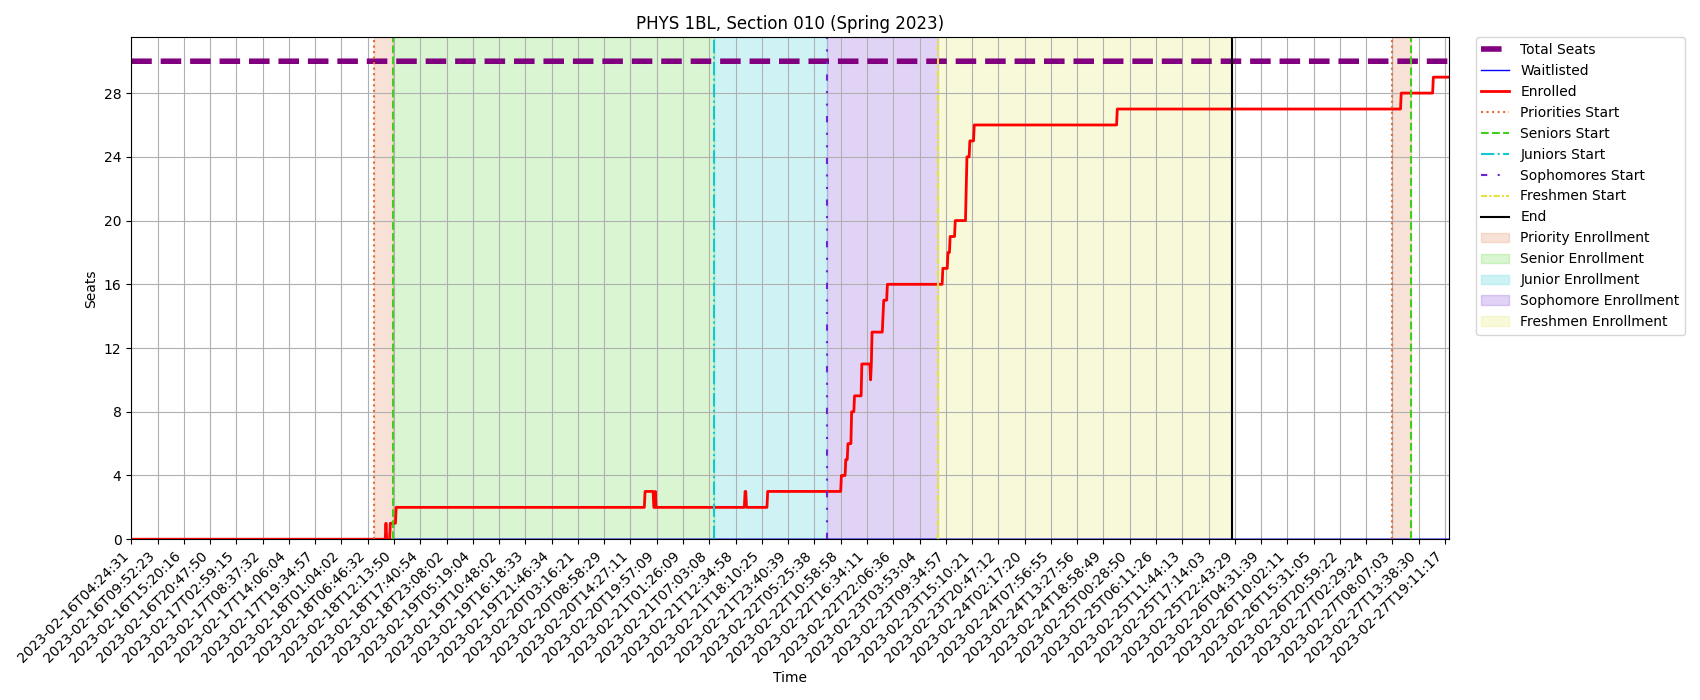 PHYS 1BL, Section 010 (Spring 2023)
Seats
28
24
20
16
12
8
4
0
2023-02-16T04:24:31
2023-02-16T09:52:23
2023-02-16T15:20:16
2023-02-16T20:47:50
2023-02-17T02:59:15
2023-02-17T08:37:32
2023-02-17T14:06:04
2023-02-17T19:34:57
2023-02-18T01:04:02
2023-02-18T06:46:32
2023-02-18T12:13:50
2023-02-18T17:40:54
2023-02-18T23:08:02
2023-02-19T05:19:04
2023-02-19T10:48:02
2023-02-19T16:18:33
2023-02-19T21:46:34
2023-02-20T03:16:21
2023-02-20T08:58:29
2023-02-20T14:27:11
2023-02-20T19:57:09
2023-02-21T01:26:09
2023-02-21T07:03:08
2023-02-21T12:34:58
2023-02-21T18:10:25
2023-02-21T23:40:39
2023-02-22T05:25:38
2023-02-22T10:58:58
2023-02-22T16:34:11
2023-02-22T22:06:36
2023-02-23T03:53:04
2023-02-23T09:34:57
2023-02-23T15:10:21
2023-02-23T20:47:12
2023-02-24T02:17:20
2023-02-24T07:56:55
2023-02-24T13:27:56
2023-02-24T18:58:49
2023-02-25T00:28:50
2023-02-25T06:11:26
2023-02-25T11:44:13
2023-02-25T17:14:03
2023-02-25T22:43:29
2023-02-26T04:31:39
2023-02-26T10:02:11
2023-02-26T15:31:05
2023-02-26T20:59:22
2023-02-27T02:29:24
2023-02-27T08:07:03
2023-02-27T13:38:30
2023-02-27T19:11:17
Time
Total Seats
Waitlisted
Enrolled
Priorities Start
Seniors Start
Juniors Start
Sophomores Start
Freshmen Start
End
Priority Enrollment
Senior Enrollment
Junior Enrollment
Sophomore Enrollment
Freshmen Enrollment